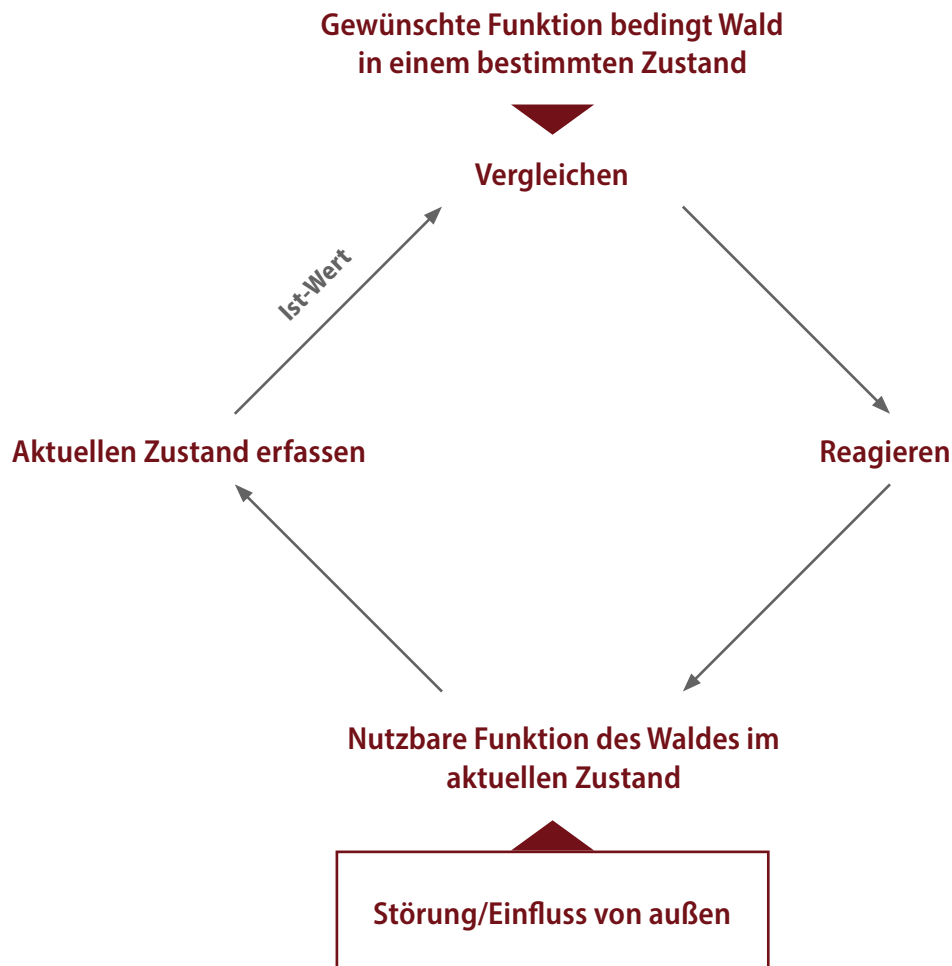 Gewünschte Funktion bedingt Wald
in einem bestimmten Zustand
Vergleichen
Ist-Wert
Aktuellen Zustand erfassen
Reagieren
Nutzbare Funktion des Waldes im
aktuellen Zustand
Störung/Einfluss von außen